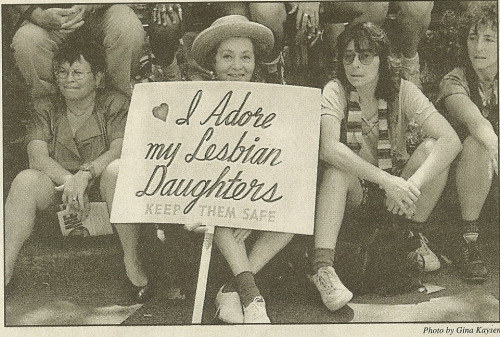 I Adore
my Lesbian
Daughters
KEEP THEM SAFE
Photo by Gina Kaysen